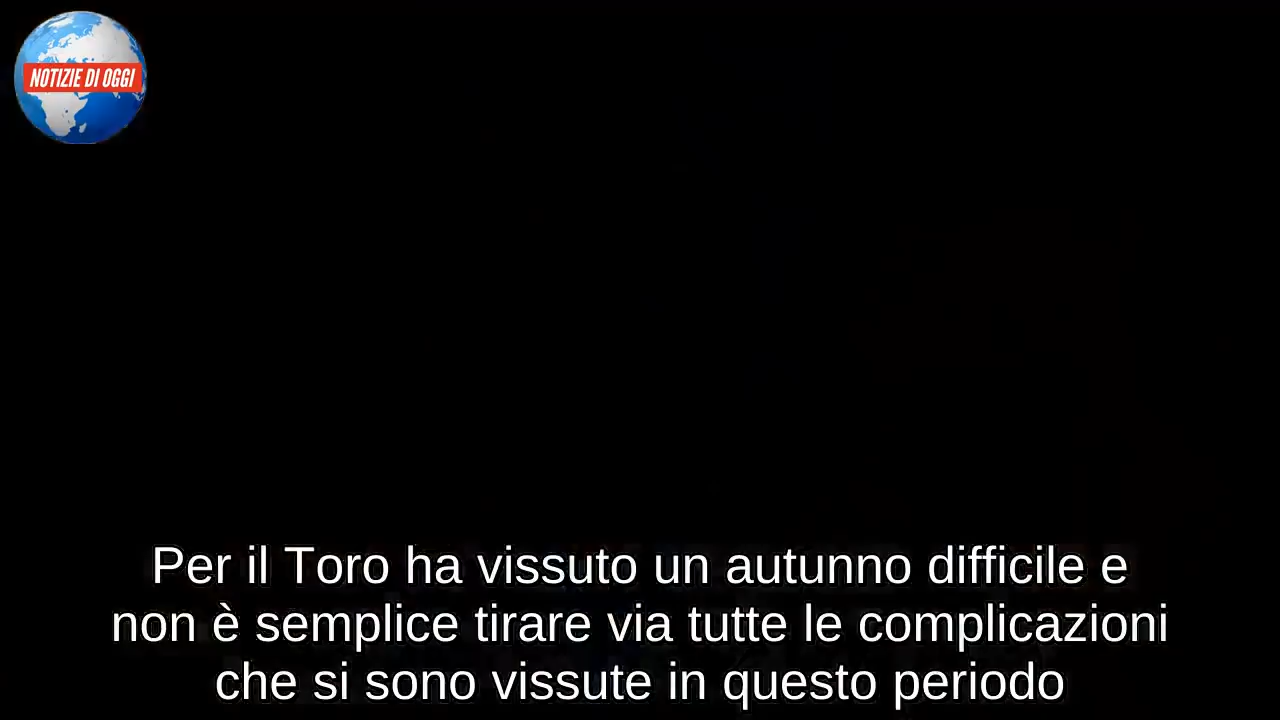 NOTIZIE DI OGGI
Per il Toro ha vissuto un autunno difficile e
non è semplice tirare via tutte le complicazioni
che si sono vissute in questo periodo